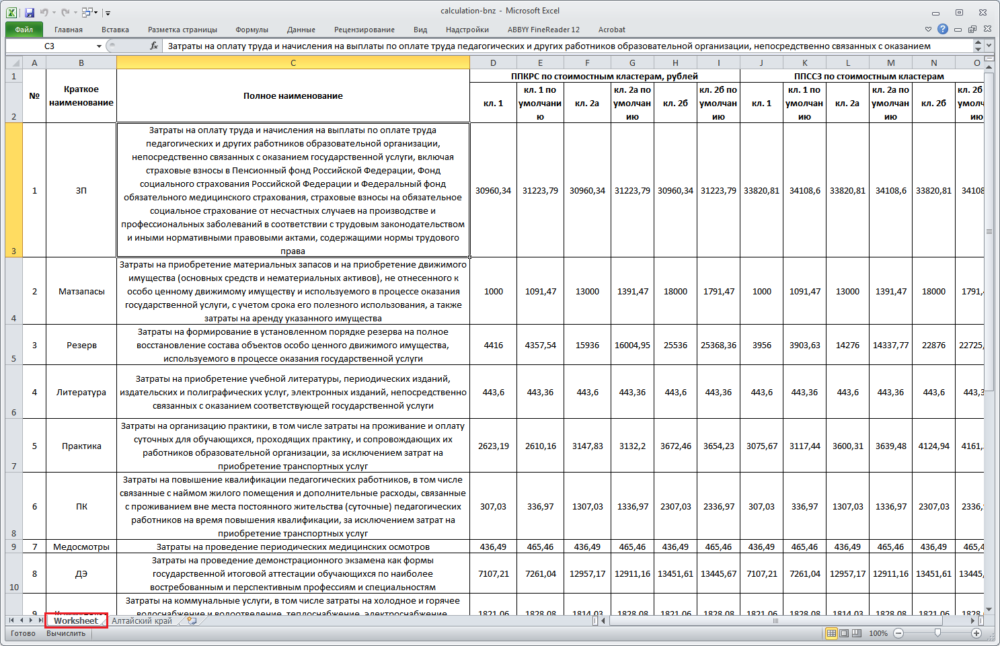 calculation-bnz - Microsoft Excel
Файл Главная Вставка Разметка страницы Формулы Данные Рецензирование Вид Надстройки ABBYY FineReader 12 Acrobat
C3 fx Затраты на оплату труда и начисления на выплаты по оплате труда педагогических и других работников образовательной организации, непосредственно связанных с оказанием
A B C D E F G H I J K L M N O
1 ППКРС по стоимостным кластерам, рублей ППССЗ по стоимостным кластерам
2 № Краткое наименование Полное наименование кл. 1 кл. 1 по умолчанию кл. 2а кл. 2а по умолчанию кл. 2б кл. 2б по умолчанию кл. 1 кл. 1 по умолчанию кл. 2а кл. 2а по умолчанию кл. 2б кл. 2б
3
Затраты на оплату труда и начисления на выплаты по оплате труда
педагогических и других работников образовательной организации,
непосредственно связанных с оказанием государственной услуги, включая
страховые взносы в Пенсионный фонд Российской Федерации, Фонд
социального страхования Российской Федерации и Федеральный фонд
обязательного медицинского страхования, страховые взносы на обязательное
социальное страхование от несчастных случаев на производстве и
профессиональных заболеваний в соответствии с трудовым законодательством
и иными нормативными правовыми актами, содержащими нормы трудового
права
1 ЗП 30960,34 31223,79 30960,34 31223,79 30960,34 31223,79 33820,81 34108,6 33820,81 34108,6 33820,81 34108
4
Затраты на приобретение материальных запасов и на приобретение движимого
имущества (основных средств и нематериальных активов), не отнесенного к
особо ценному движимому имуществу и используемого в процессе оказания
государственной услуги, с учетом срока его полезного использования, а также
затраты на аренду указанного имущества
2 Матзапасы 1000 1091,47 13000 1391,47 18000 1791,47 1000 1091,47 13000 1391,47 18000 1791,
5
Затраты на формирование в установленном порядке резерва на полное
восстановление состава объектов особо ценного движимого имущества,
используемого в процессе оказания государственной услуги
3 Резерв 4416 4357,54 15936 16004,95 25536 25368,36 3956 3903,63 14276 14337,77 22876 22725,
6
Затраты на приобретение учебной литературы, периодических изданий,
издательских и полиграфических услуг, электронных изданий, непосредственно
связанных с оказанием соответствующей государственной услуги
4 Литература 443,6 443,36 443,6 443,36 443,6 443,36 443,6 443,36 443,6 443,36 443,6 443,3
7
Затраты на организацию практики, в том числе затраты на проживание и оплату
суточных для обучающихся, проходящих практику, и сопровождающих их
работников образовательной организации, за исключением затрат на
приобретение транспортных услуг
5 Практика 2623,19 2610,16 3147,83 3132,2 3672,46 3654,23 3075,67 3117,44 3600,31 3639,48 4124,94 4161,
8
Затраты на повышение квалификации педагогических работников, в том числе
связанные с наймом жилого помещения и дополнительные расходы, связанные
с проживанием вне места постоянного жительства (суточные) педагогических
работников на время повышения квалификации, за исключением затрат на
приобретение транспортных услуг
6 ПК 307,03 336,97 1307,03 1336,97 2307,03 2336,97 307,03 336,97 1307,03 1336,97 2307,03 2336,
9 7 Медосмотры Затраты на проведение периодических медицинских осмотров 436,49 465,46 436,49 465,46 436,49 465,46 436,49 465,46 436,49 465,46 436,49 465,4
10
Затраты на проведение демонстрационного экзамена как формы
государственной итоговой аттестации обучающихся по наиболее
востребованным и перспективным профессиям и специальностям
8 ДЭ 7107,21 7261,04 12957,17 12911,16 13451,61 13445,67 7107,21 7261,04 12957,17 12911,16 13451,61 13445,
Затраты на коммунальные услуги, в том числе затраты на холодное и горячее
водоснабжение и водоотведение, теплоснабжение, электроснабжение
9 1821,06 1828,08 1814,03 1828,08 1821,06 1828,08 1821,06 1828,08 1814,03 1828,08 1821,06 1828,
Worksheet Алтайский край
Готово Вычислить 100%